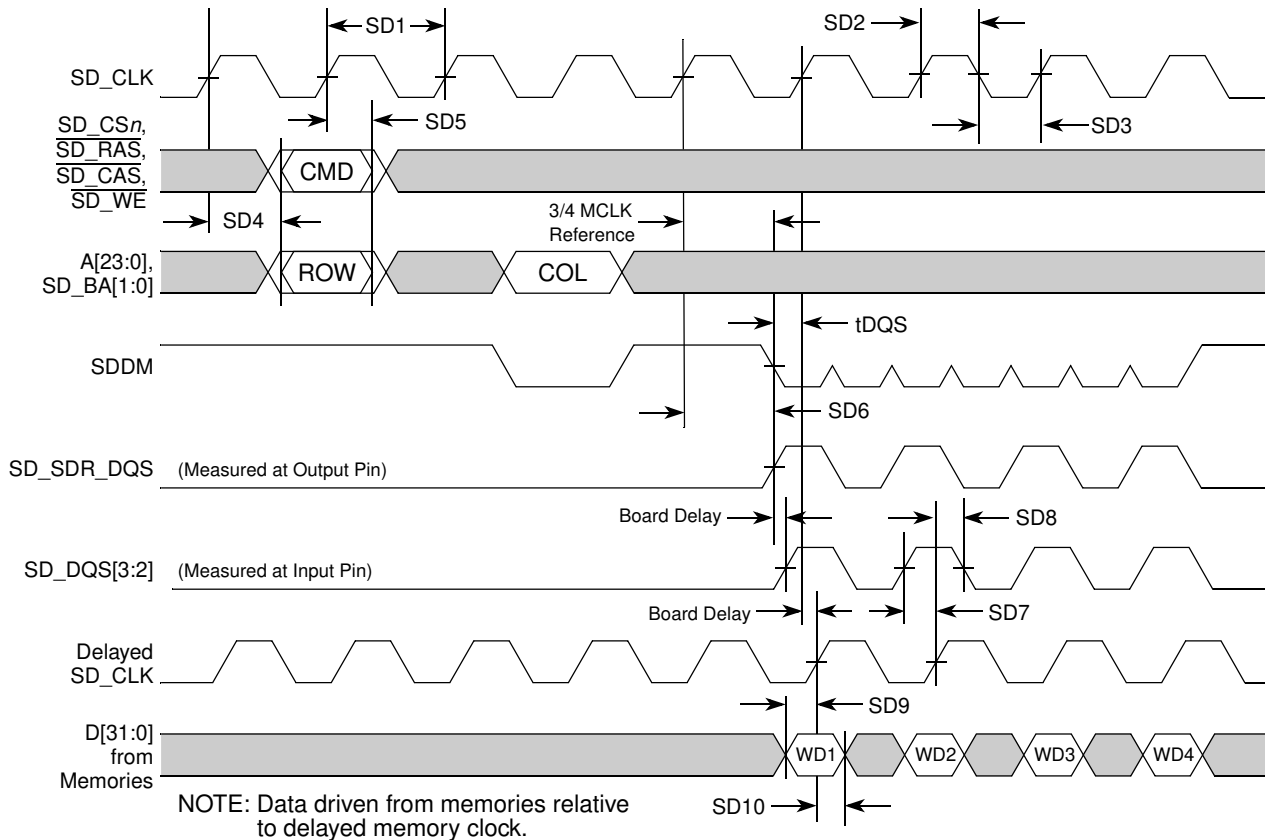 SD1
SD2
SD_CLK
SD5
SD3
SD_CSn,
SD_RAS,
SD_CAS,
SD_WE
CMD
SD4
3/4 MCLK
Reference
A[23:0],
SD_BA[1:0]
ROW
COL
tDQS
SDDM
SD6
SD_SDR_DQS
(Measured at Output Pin)
Board Delay
SD8
SD_DQS[3:2]
(Measured at Input Pin)
Board Delay
SD7
Delayed
SD_CLK
SD9
D[31:0]
from
Memories
WD1
WD2
WD3
WD4
SD10
NOTE: Data driven from memories relative
to delayed memory clock.